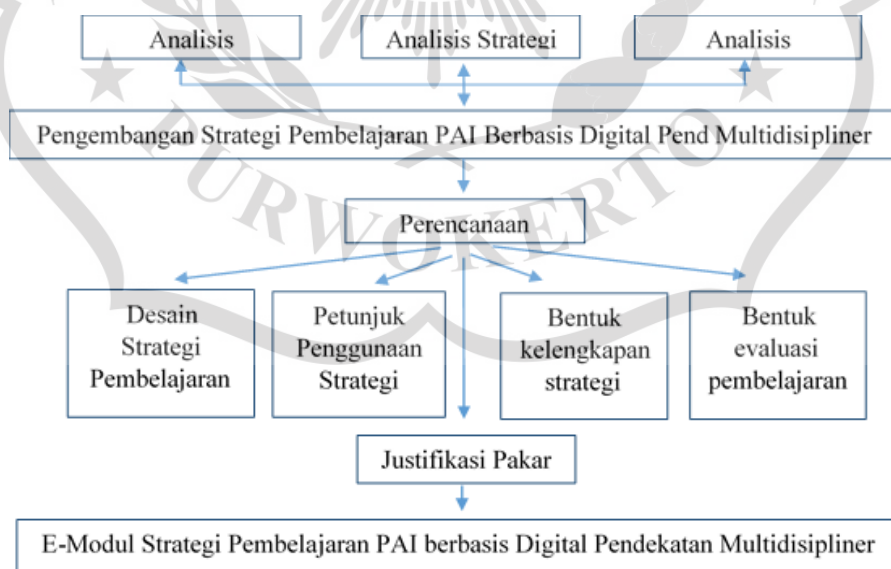 Analisis
Analisis Strategi
Analisis
Pengembangan Strategi Pembelajaran PAI Berbasis Digital Pend Multidisipliner
PURWOKERTO
Perencanaan
Desain
Strategi
Pembelajaran
Petunjuk
Penggunaan
Strategi
Bentuk
kelengkapan
strategi
Bentuk
evaluasi
pembelajaran
Justifikasi Pakar
E-Modul Strategi Pembelajaran PAI berbasis Digital Pendekatan Multidisipliner